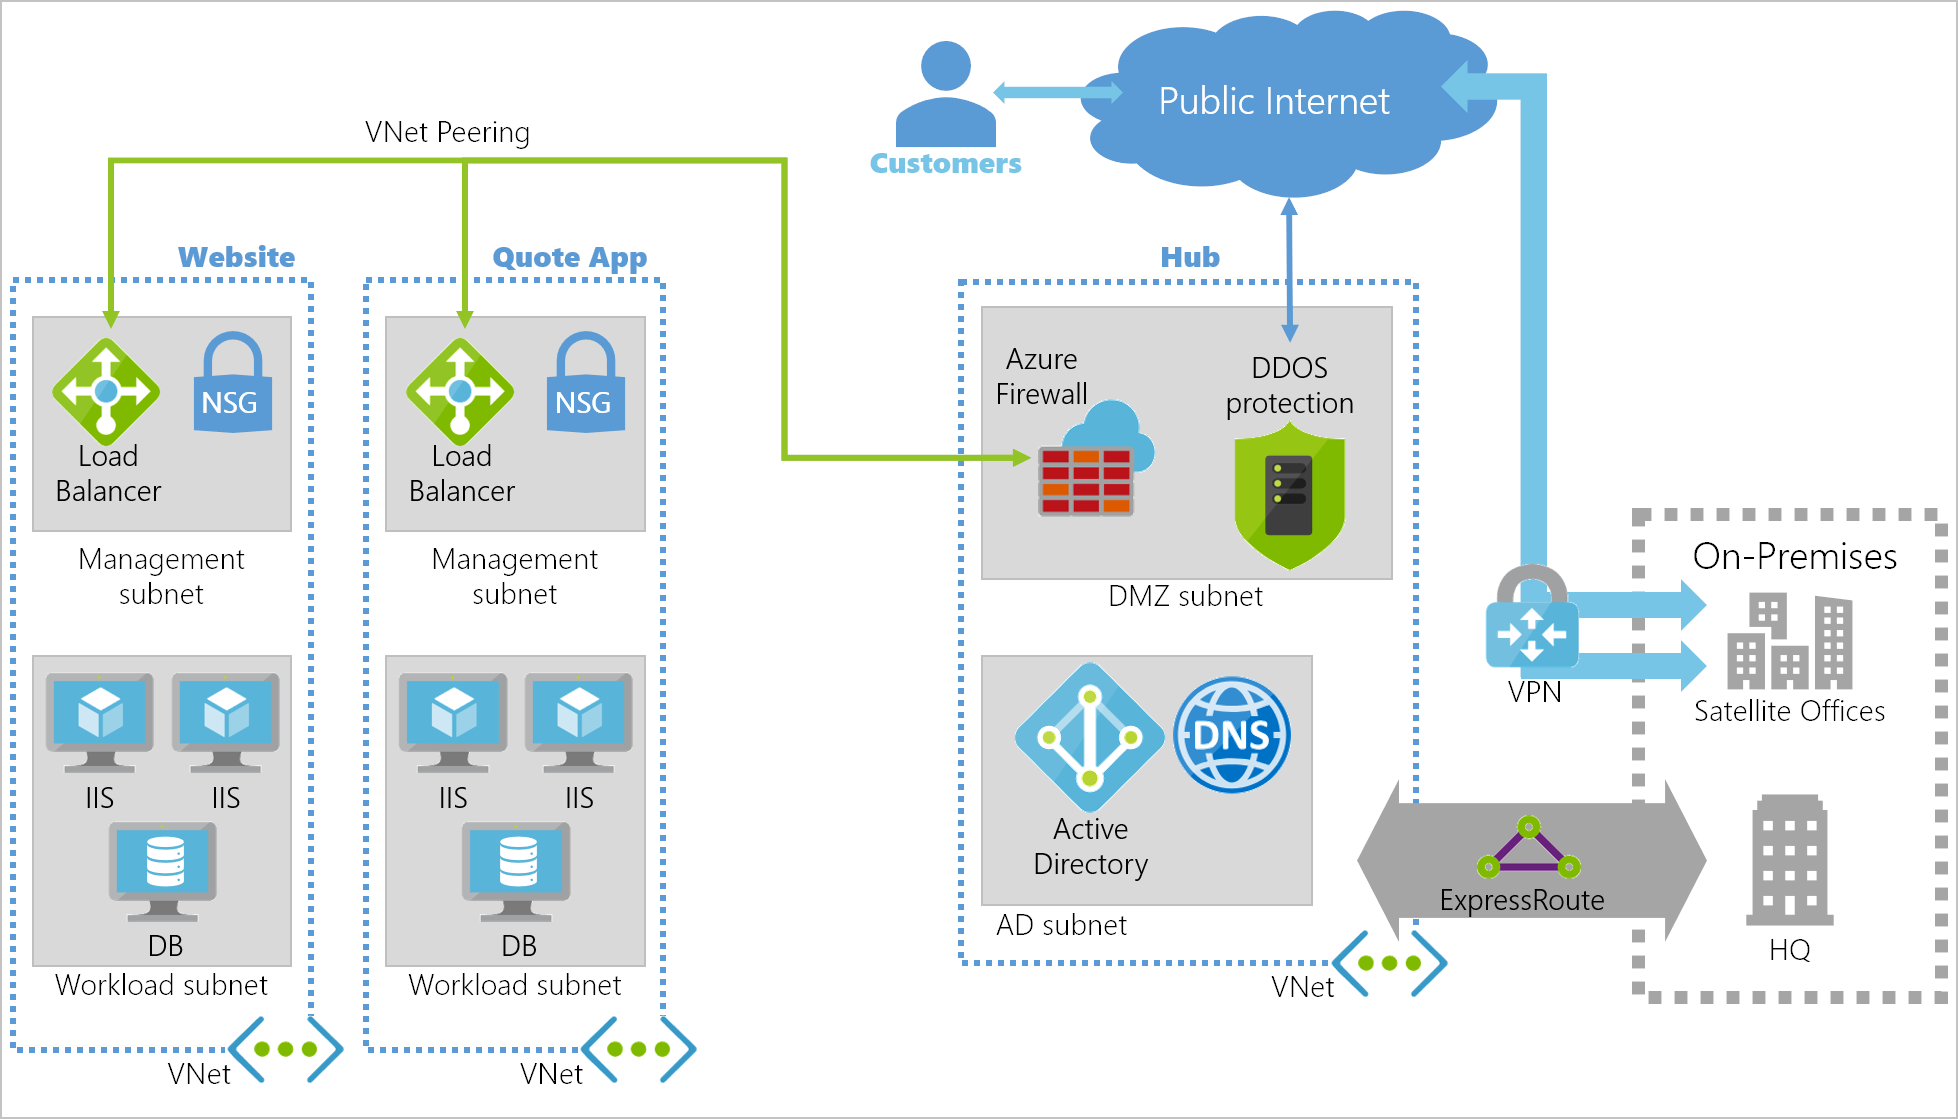 Public Internet
Customers
VNet Peering
Website
Quote App
Hub
NSG
Load
Balancer
Management
subnet
IIS
IIS
DB
Workload subnet
VNet
NSG
Load
Balancer
Management
subnet
IIS
IIS
DB
Workload subnet
VNet
Azure
Firewall
DDOS
protection
DMZ subnet
DNS
Active
Directory
AD subnet
VNet
VPN
ExpressRoute
On-Premises
Satellite Offices
HQ